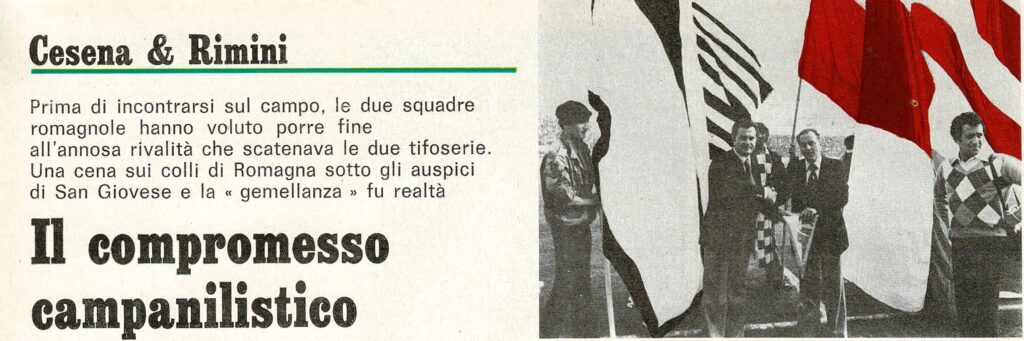 Cesena & Rimini
Prima di incontrarsi sul campo, le due squadre
romagnole hanno voluto porre fine
all'annosa rivalità che scatenava le due tifoserie.
Una cena sui colli di Romagna sotto gli auspici
di San Giovese e la « gemellanza » fu realtà
Il compromesso
campanilistico